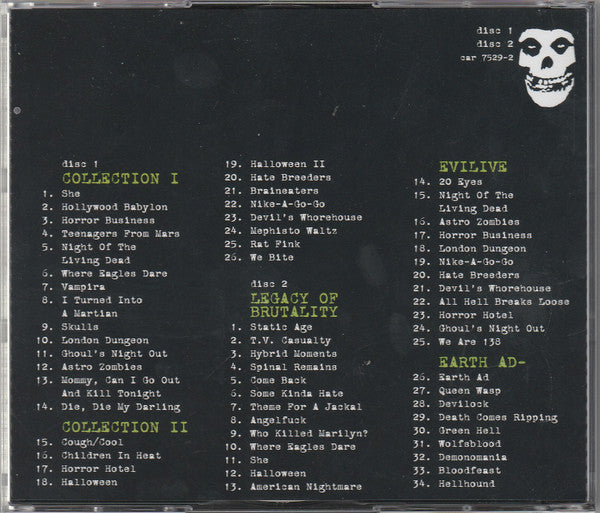 disc 1
disc 2
car 7529-2
disc 1
COLLECTION I
1. She
2. Hollywood Babylon
3. Horror Business
4. Teenagers From Mars
5. Night Of The
Living Dead
6. Where Eagles Dare
7. Vampira
8. I Turned Into
A Martian
9. Skulls
10. London Dungeon
11. Ghoul's Night Out
12. Astro Zombies
13. Mommy, Can I Go Out
And Kill Tonight
14. Die, Die My Darling
COLLECTION II
15. Cough/Cool
16. Children In Heat
17. Horror Hotel
18. Halloween
19. Halloween II
20. Hate Breeders
21. Braineaters
22. Nike-A-Go-Go
23. Devil's Whorehouse
24. Mephisto Waltz
25. Rat Fink
26. We Bite
disc 2
LEGACY OF
BRUTALITY
1. Static Age
2. T.V. Casualty
3. Hybrid Moments
4. Spinal Remains
5. Come Back
6. Some Kinda Hate
7. Theme For A Jackal
8. Angelfuck
9. Who Killed Marilyn?
10. Where Eagles Dare
11. She
12. Halloween
13. American Nightmare
EVILIVE
14. 20 Eyes
15. Night Of The
Living Dead
16. Astro Zombies
17. Horror Business
18. London Dungeon
19. Nike-A-Go-Go
20. Hate Breeders
21. Devil's Whorehouse
22. All Hell Breaks Loose
23. Horror Hotel
24. Ghoul's Night Out
25. We Are 138
EARTH AD-
26. Earth Ad
27. Queen Wasp
28. Devilock
29. Death Comes Ripping
30. Green Hell
31. Wolfsblood
32. Demonomania
33. Bloodfeast
34. Hellhound